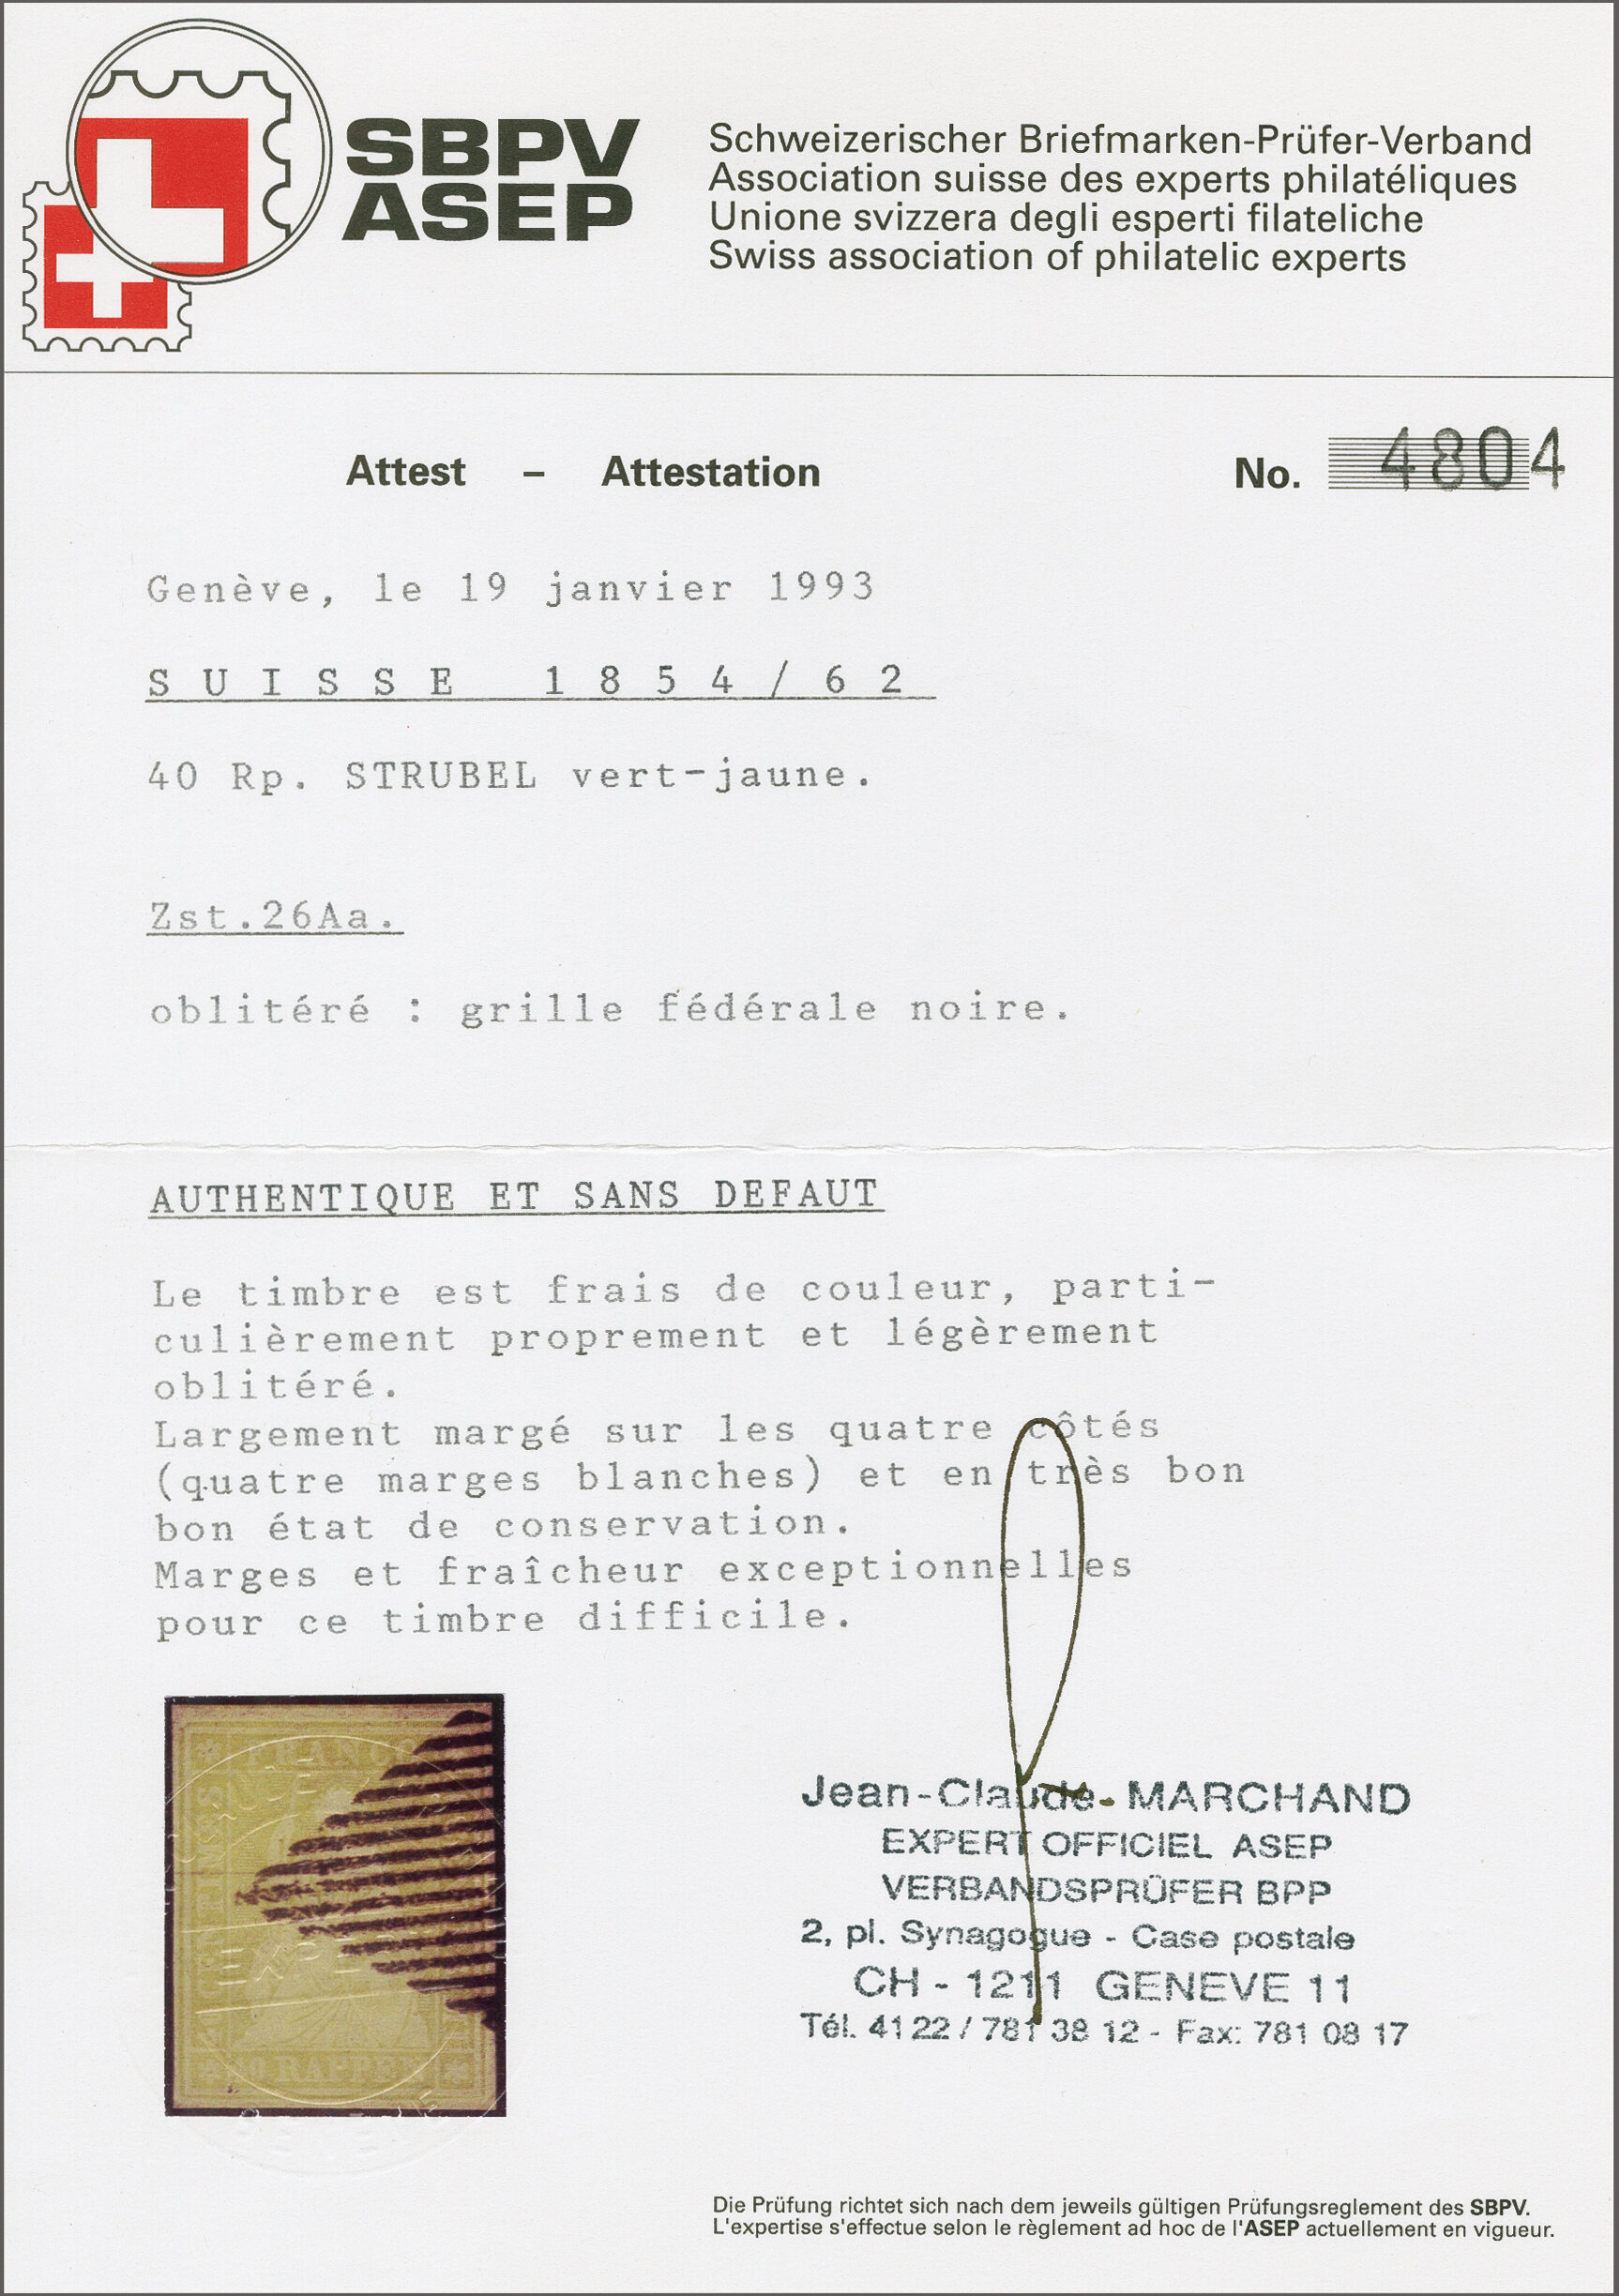 SBPV
ASEP
Schweizerischer Briefmarken-Prüfer-Verband
Association suisse des experts philatéliques
Unione svizzera degli esperti filateliche
Swiss association of philatelic experts
Attest – Attestation
No. 4804
Genève, le 19 janvier 1993
SUISSE 1854/62
40 Rp. STRUBEL vert-jaune.
Zst.26Aa.
oblitéré : grille fédérale noire.
AUTHENTIQUE ET SANS DEFAUT
Le timbre est frais de couleur, parti-
culièrement proprement et légèrement
oblitéré.
Largement margé sur les quatre côtés
(quatre marges blanches) et en très bon
bon état de conservation.
Marges et fraîcheur exceptionnelles
pour ce timbre difficile.
FRANCO
RAPPEN
Jean-Claude MARCHAND
EXPERT OFFICIEL ASEP
VERBANDSPRÜFER BPP
2, pl. Synagogue - Case postale
CH - 1211 GENEVE 11
Tél. 41 22 / 781 38 12 - Fax: 781 08 17
Die Prüfung richtet sich nach dem jeweils gültigen Prüfungsreglement des SBPV.
L'expertise s'effectue selon le règlement ad hoc de l'ASEP actuellement en vigueur.